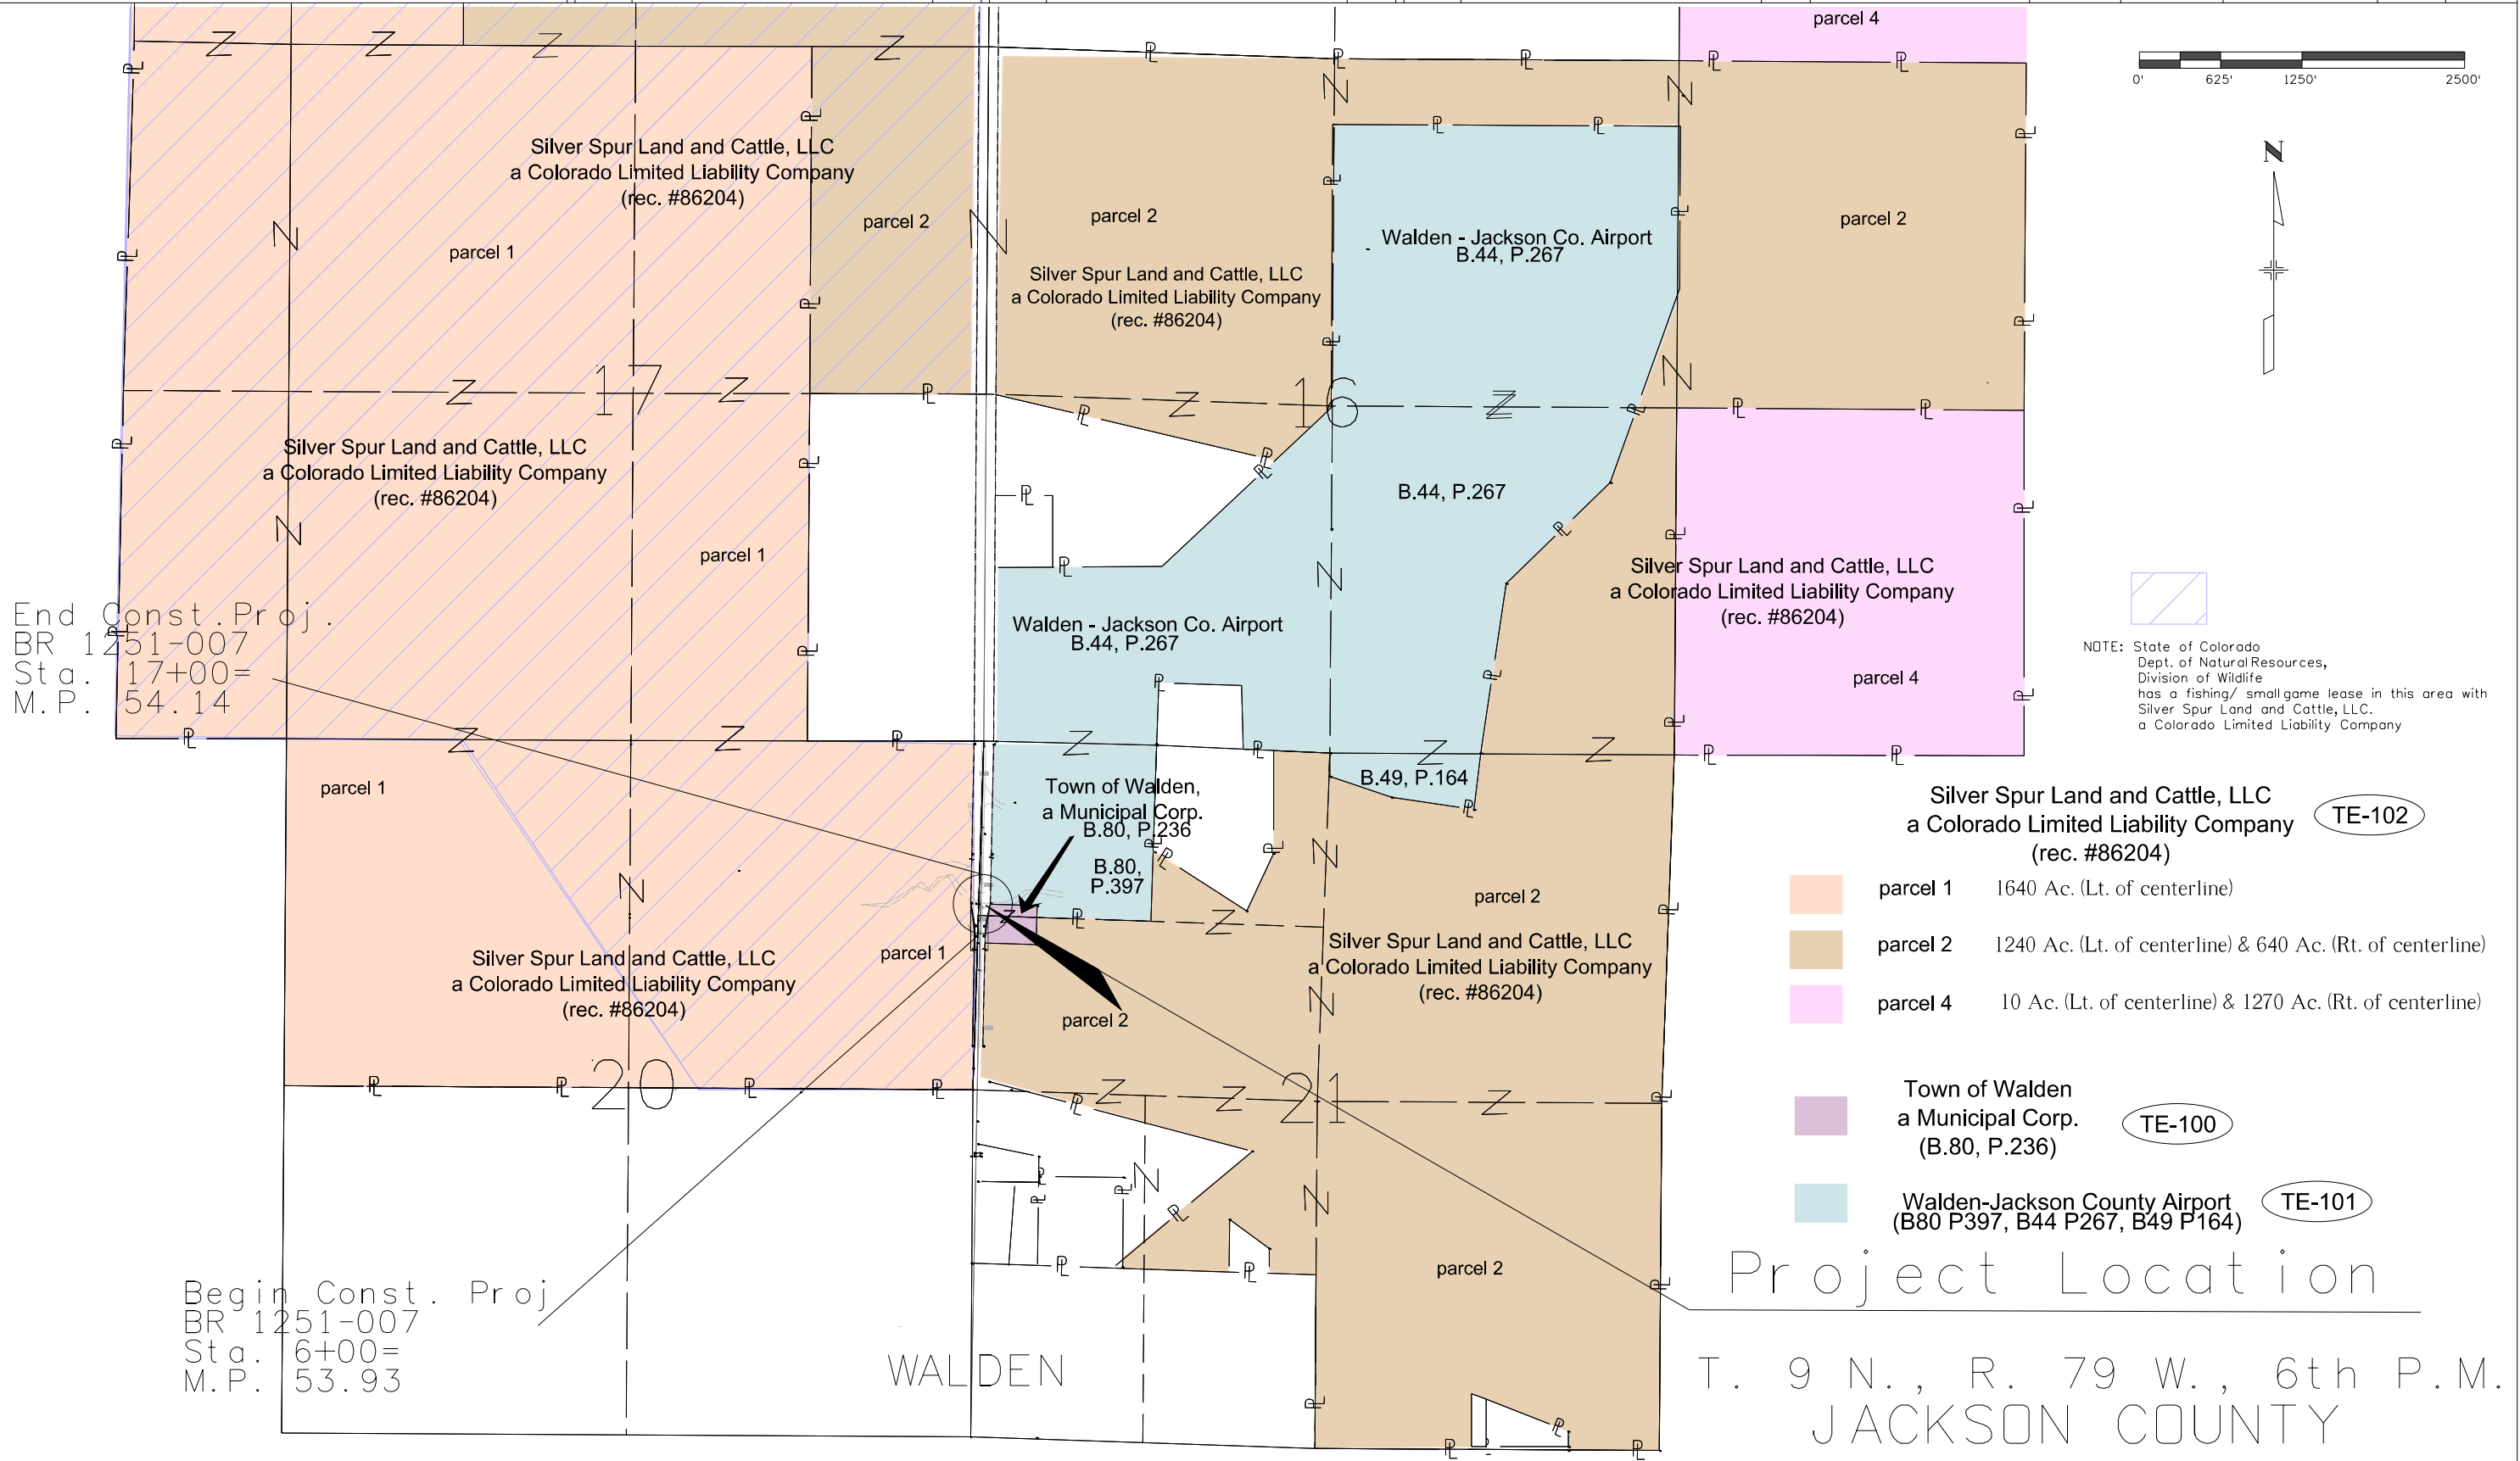 parcel 4
0' 625' 1250' 2500'
N
Silver Spur Land and Cattle, LLC
a Colorado Limited Liability Company
(rec. #86204)
parcel 1
parcel 2
parcel 2
Silver Spur Land and Cattle, LLC
a Colorado Limited Liability Company
(rec. #86204)
Walden - Jackson Co. Airport
B.44, P.267
parcel 2
17
16
Silver Spur Land and Cattle, LLC
a Colorado Limited Liability Company
(rec. #86204)
parcel 1
B.44, P.267
Silver Spur Land and Cattle, LLC
a Colorado Limited Liability Company
(rec. #86204)
parcel 4
Walden - Jackson Co. Airport
B.44, P.267
End Const. Proj.
BR 1251-007
Sta. 17+00=
M.P. 54.14
NOTE: State of Colorado
Dept. of Natural Resources,
Division of Wildlife
has a fishing/ small game lease in this area with
Silver Spur Land and Cattle, LLC.
a Colorado Limited Liability Company
parcel 1
Town of Walden,
a Municipal Corp.
B.80, P.236
B.80,
P.397
B.49, P.164
parcel 2
Silver Spur Land and Cattle, LLC
a Colorado Limited Liability Company
(rec. #86204)
parcel 1
Silver Spur Land and Cattle, LLC
a Colorado Limited Liability Company
(rec. #86204)
parcel 2
20
21
parcel 2
Silver Spur Land and Cattle, LLC
a Colorado Limited Liability Company
(rec. #86204)
TE-102
parcel 1 1640 Ac. (Lt. of centerline)
parcel 2 1240 Ac. (Lt. of centerline) & 640 Ac. (Rt. of centerline)
parcel 4 10 Ac. (Lt. of centerline) & 1270 Ac. (Rt. of centerline)
Town of Walden
a Municipal Corp.
(B.80, P.236)
TE-100
Walden-Jackson County Airport
(B80 P397, B44 P267, B49 P164)
TE-101
Project Location
Begin Const. Proj
BR 1251-007
Sta. 6+00=
M.P. 53.93
WALDEN
T. 9 N., R. 79 W., 6th P.M.
JACKSON COUNTY